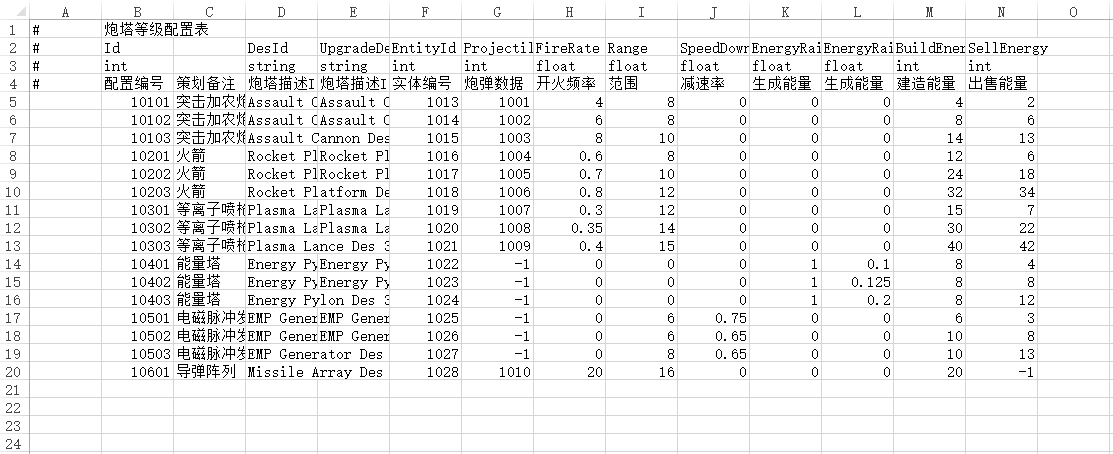 A B C D E F G H I J K L M N O
1 # 炮塔等级配置表
2 # Id DesId UpgradeDe EntityId Projectil FireRate Range SpeedDown EnergyRai EnergyRai BuildEner SellEnergy
3 # int string string int int float float float float float int int
4 # 配置编号 策划备注 炮塔描述I 炮塔描述I 实体编号 炮弹数据 开火频率 范围 减速率 生成能量 生成能量 建造能量 出售能量
5 10101 突击加农炮 Assault C Assault C 1013 1001 4 8 0 0 0 4 2
6 10102 突击加农炮 Assault C Assault C 1014 1002 6 8 0 0 0 8 6
7 10103 突击加农炮 Assault Cannon Des 1015 1003 8 10 0 0 0 14 13
8 10201 火箭 Rocket Pl Rocket Pl 1016 1004 0.6 8 0 0 0 12 6
9 10202 火箭 Rocket Pl Rocket Pl 1017 1005 0.7 10 0 0 0 24 18
10 10203 火箭 Rocket Platform De 1018 1006 0.8 12 0 0 0 32 34
11 10301 等离子喷枪 Plasma La Plasma La 1019 1007 0.3 12 0 0 0 15 7
12 10302 等离子喷枪 Plasma La Plasma La 1020 1008 0.35 14 0 0 0 30 22
13 10303 等离子喷枪 Plasma Lance Des 3 1021 1009 0.4 15 0 0 0 40 42
14 10401 能量塔 Energy Py Energy Py 1022 -1 0 0 0 1 0.1 8 4
15 10402 能量塔 Energy Py Energy Py 1023 -1 0 0 0 1 0.125 8 8
16 10403 能量塔 Energy Pylon Des 3 1024 -1 0 0 0 1 0.2 8 12
17 10501 电磁脉冲发 EMP Gener EMP Gener 1025 -1 0 6 0.75 0 0 6 3
18 10502 电磁脉冲发 EMP Gener EMP Gener 1026 -1 0 6 0.65 0 0 10 8
19 10503 电磁脉冲发 EMP Generator Des 1027 -1 0 8 0.65 0 0 10 13
20 10601 导弹阵列 Missile Array Des 1028 1010 20 16 0 0 0 20 -1
21
22
23
24